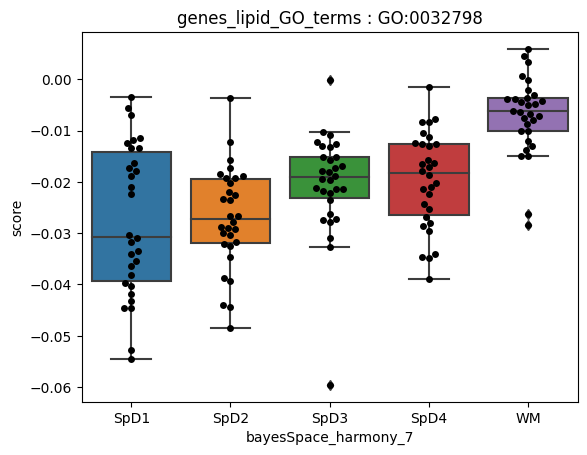 genes_lipid_GO_terms : GO:0032798
score
0.00
−0.01
−0.02
−0.03
−0.04
−0.05
−0.06
SpD1 SpD2 SpD3 SpD4 WM
bayesSpace_harmony_7